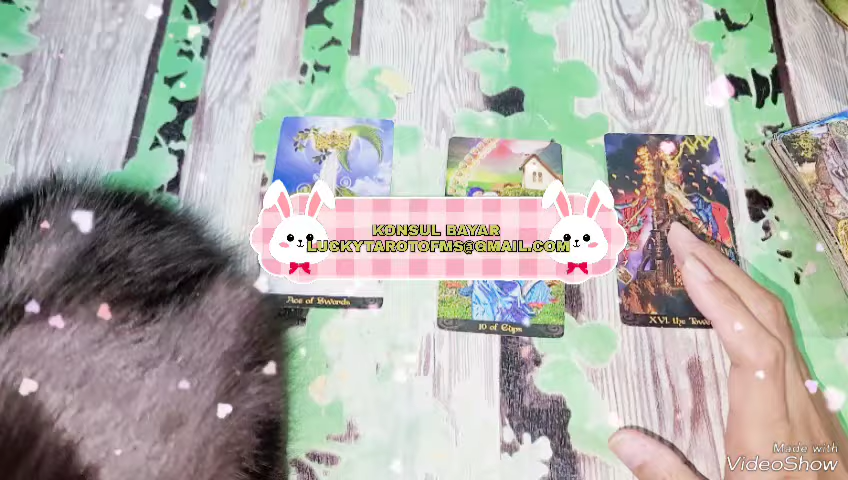 KONSUL BAYAR
LUCKYTAROTOFMS@GMAIL.COM
Ace of Swords
10 of Cups
XVI. the Tower
Made with
VideoShow